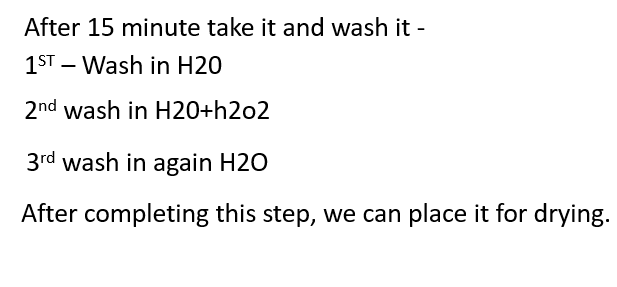 After 15 minute take it and wash it -
1ST – Wash in H20
2nd wash in H20+h2o2
3rd wash in again H2O
After completing this step, we can place it for drying.